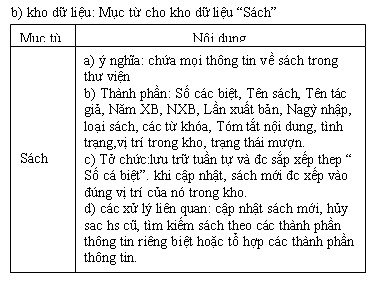 b) kho dữ liệu: Mục từ cho kho dữ liệu “Sách”
Mục từ
Nội dung
Sách
a) ý nghĩa: chứa mọi thông tin về sách trong
thư viện
b) Thành phần: Số các biệt, Tên sách, Tên tác
giả, Năm XB, NXB, Lần xuất bản, Nagỳ nhập,
loại sách, các từ khóa, Tóm tắt nội dung, tình
trạng,vị trí trong kho, trạng thái mượn.
c) Tở chức:lưu trữ tuần tự và đc sắp xếp thep “
Số cá biệt”. khi cập nhật, sách mới đc xếp vào
đúng vị trí của nó trong kho.
d) các xử lý liên quan: cập nhật sách mới, hủy
sac hs cũ, tìm kiếm sách theo các thành phần
thông tin riêng biệt hoặc tổ hợp các thành phần
thông tin.